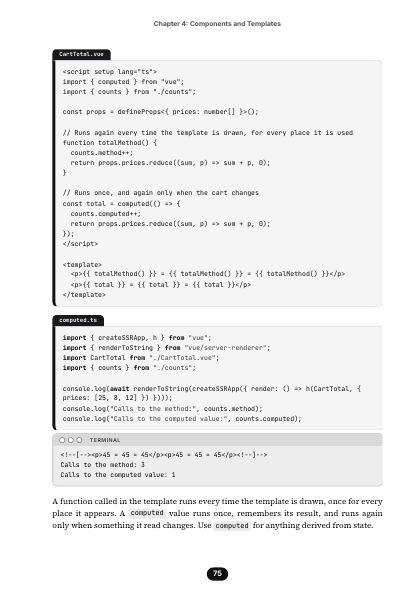 Chapter 4: Components and Templates
CartTotal.vue
<script setup lang="ts">
import { computed } from "vue";
import { counts } from "./counts";

const props = defineProps<{ prices: number[] }>();

// Runs again every time the template is drawn, for every place it is used
function totalMethod() {
  counts.method++;
  return props.prices.reduce((sum, p) => sum + p, 0);
}

// Runs once, and again only when the cart changes
const total = computed(() => {
  counts.computed++;
  return props.prices.reduce((sum, p) => sum + p, 0);
});
</script>

<template>
  <p>{{ totalMethod() }} = {{ totalMethod() }} = {{ totalMethod() }}</p>
  <p>{{ total }} = {{ total }} = {{ total }}</p>
</template>
computed.ts
import { createSSRApp, h } from "vue";
import { renderToString } from "vue/server-renderer";
import CartTotal from "./CartTotal.vue";
import { counts } from "./counts";

console.log(await renderToString(createSSRApp({ render: () => h(CartTotal, {
prices: [25, 8, 12] }) })));
console.log("Calls to the method:", counts.method);
console.log("Calls to the computed value:", counts.computed);
TERMINAL
<!--[--><p>45 = 45 = 45</p><p>45 = 45 = 45</p><!--]-->
Calls to the method: 3
Calls to the computed value: 1
A function called in the template runs every time the template is drawn, once for every
place it appears. A computed value runs once, remembers its result, and runs again
only when something it read changes. Use computed for anything derived from state.
75